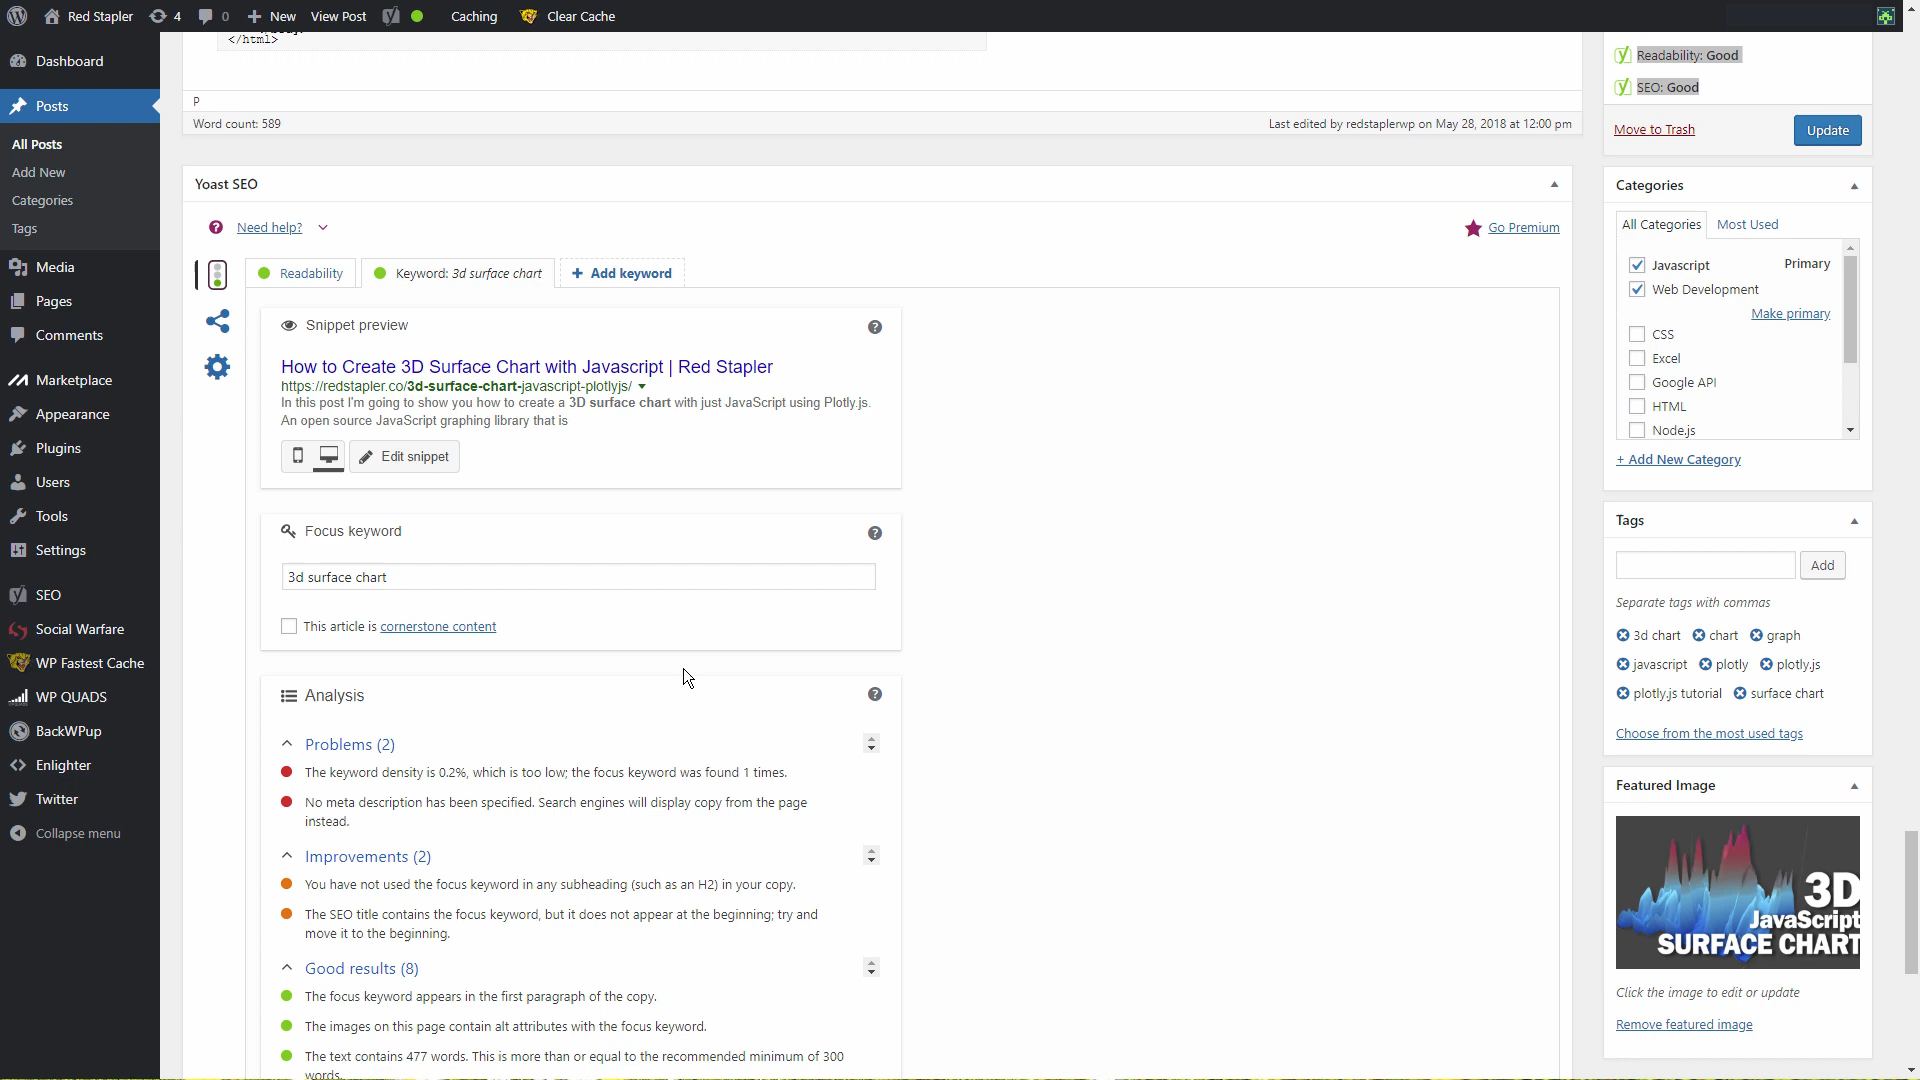 Red Stapler
4
0
New
View Post
Caching
Clear Cache
Dashboard
Posts
All Posts
Add New
Categories
Tags
Media
Pages
Comments
Marketplace
Appearance
Plugins
Users
Tools
Settings
SEO
Social Warfare
WP Fastest Cache
WP QUADS
BackWPup
Enlighter
Twitter
Collapse menu
</html>
P
Word count: 589
Last edited by redstaplerwp on May 28, 2018 at 12:00 pm
Yoast SEO
Need help?
Go Premium
Readability
Keyword: 3d surface chart
+ Add keyword
Snippet preview
How to Create 3D Surface Chart with Javascript | Red Stapler
https://redstapler.co/3d-surface-chart-javascript-plotlyjs/
In this post I'm going to show you how to create a 3D surface chart with just JavaScript using Plotly.js.
An open source JavaScript graphing library that is
Edit snippet
Focus keyword
3d surface chart
This article is cornerstone content
Analysis
Problems (2)
The keyword density is 0.2%, which is too low; the focus keyword was found 1 times.
No meta description has been specified. Search engines will display copy from the page
instead.
Improvements (2)
You have not used the focus keyword in any subheading (such as an H2) in your copy.
The SEO title contains the focus keyword, but it does not appear at the beginning; try and
move it to the beginning.
Good results (8)
The focus keyword appears in the first paragraph of the copy.
The images on this page contain alt attributes with the focus keyword.
The text contains 477 words. This is more than or equal to the recommended minimum of 300
words.
Readability: Good
SEO: Good
Move to Trash
Update
Categories
All Categories
Most Used
Javascript
Primary
Web Development
Make primary
CSS
Excel
Google API
HTML
Node.js
+ Add New Category
Tags
Add
Separate tags with commas
3d chart
chart
graph
javascript
plotly
plotly.js
plotly.js tutorial
surface chart
Choose from the most used tags
Featured Image
3D
JavaScript
SURFACE CHART
Click the image to edit or update
Remove featured image